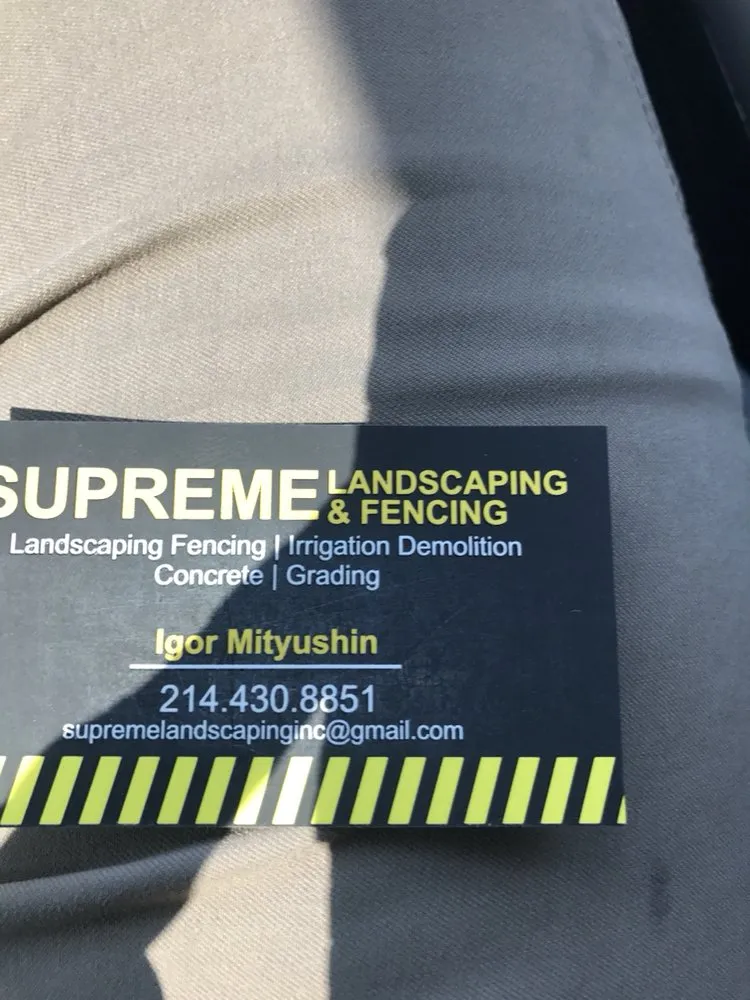 SUPREME LANDSCAPING
& FENCING
Landscaping Fencing | Irrigation Demolition
Concrete | Grading
Igor Mityushin
214.430.8851
supremelandscapinginc@gmail.com